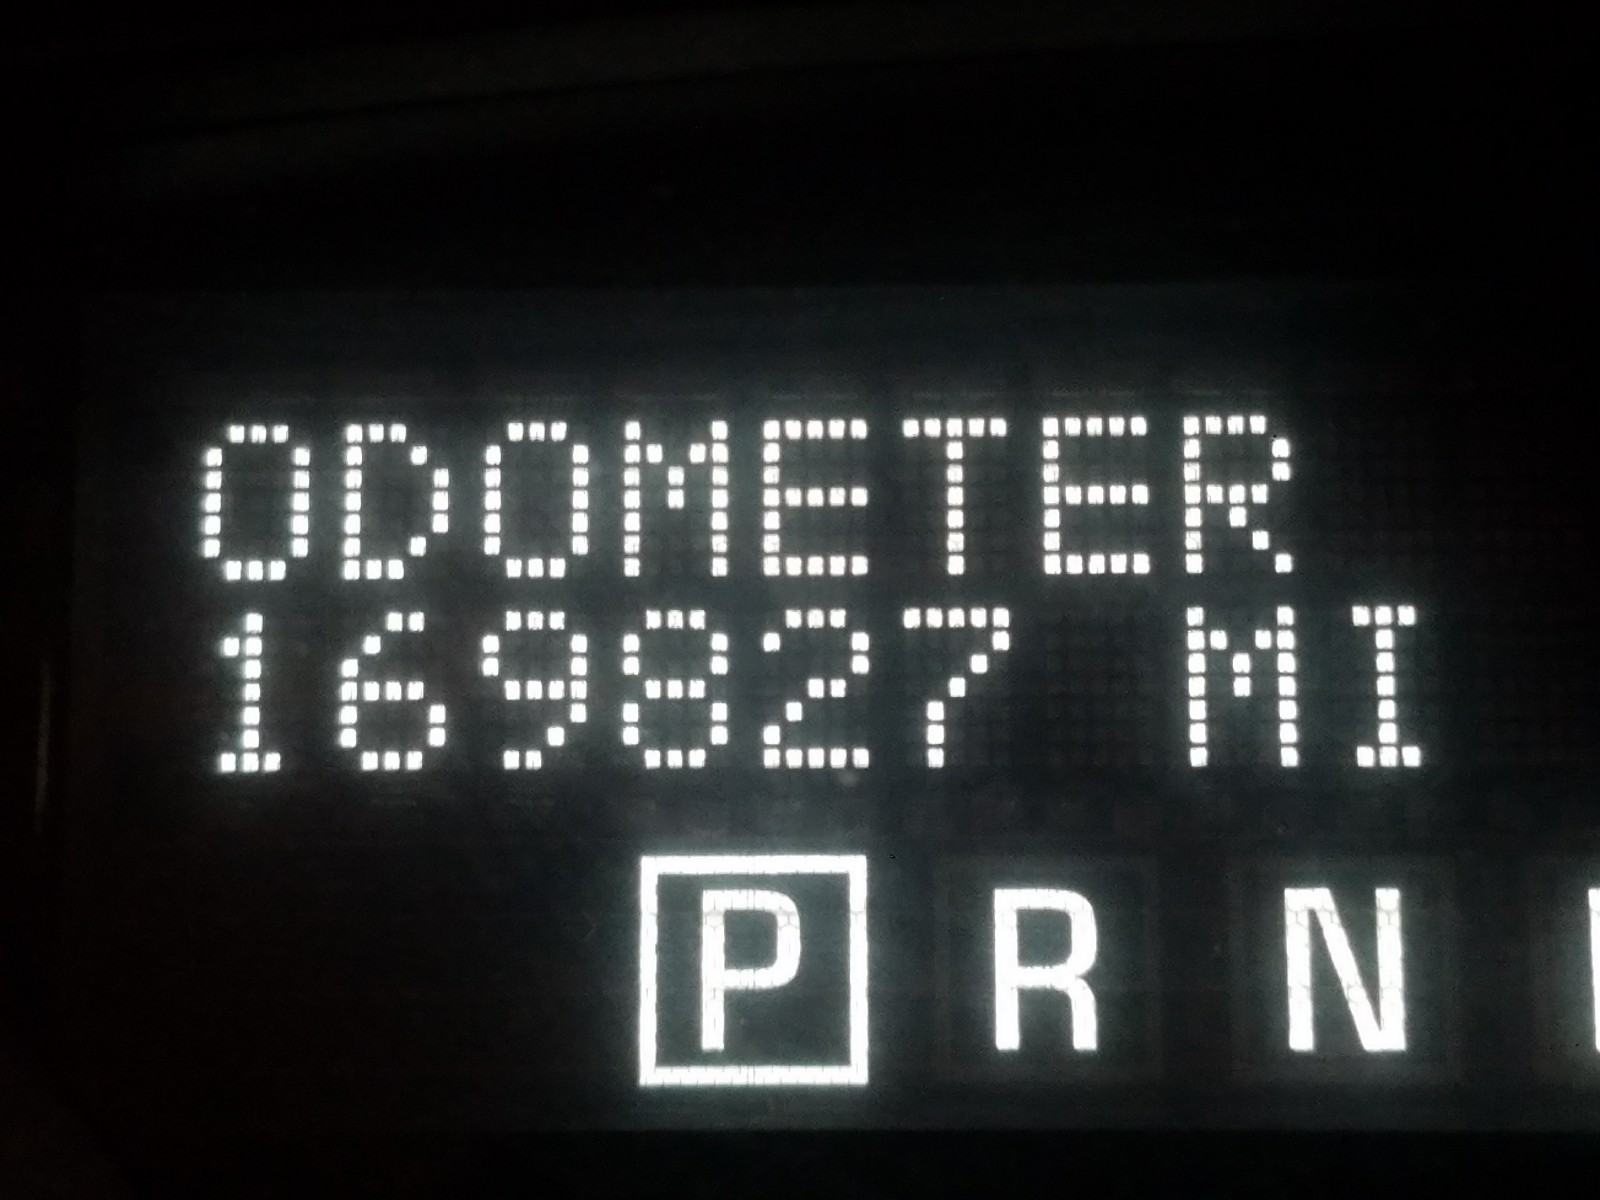 ODOMETER
169827 MI
P R N